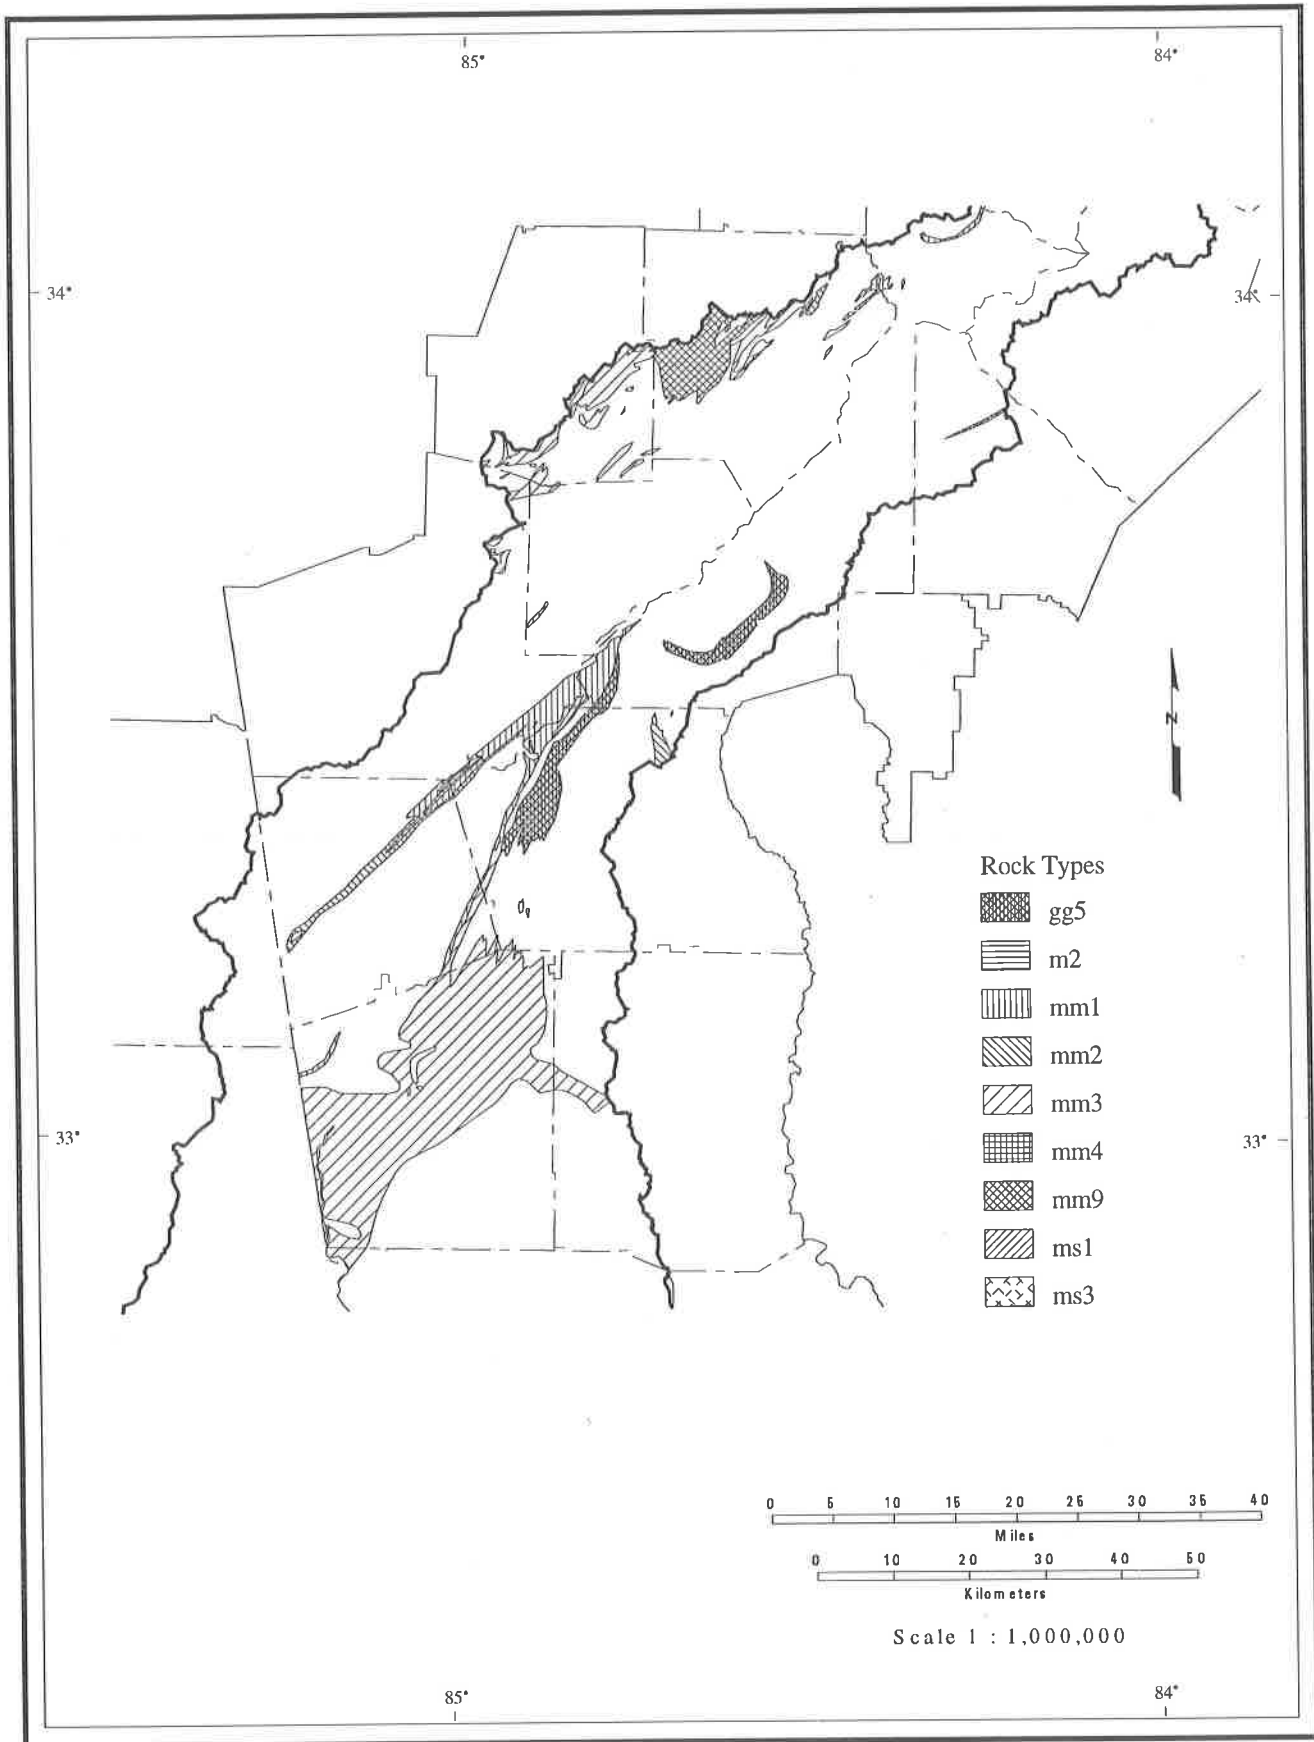 85°
84°
34°
34°
N
Rock Types
gg5
m2
mm1
mm2
mm3
mm4
mm9
ms1
ms3
33°
33°
0 5 10 15 20 25 30 35 40
Miles
0 10 20 30 40 50
Kilometers
Scale 1 : 1,000,000
85°
84°